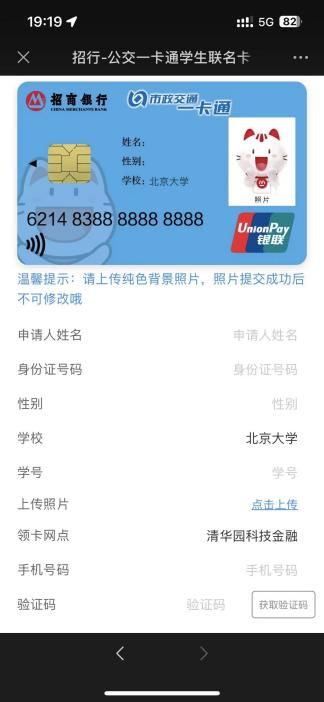 19:19 5G 82
招行-公交一卡通学生联名卡
招商银行 市政交通一卡通
CHINA MERCHANTS BANK
姓名:
性别:
学校: 北京大学
照片
6214 8388 8888 8888
UnionPay
银联
温馨提示：请上传纯色背景照片，照片提交成功后
不可修改哦
申请人姓名 申请人姓名
身份证号码 身份证号码
性别 性别
学校 北京大学
学号 学号
上传照片 点击上传
领卡网点 清华园科技金融
手机号码 手机号码
验证码 验证码 获取验证码